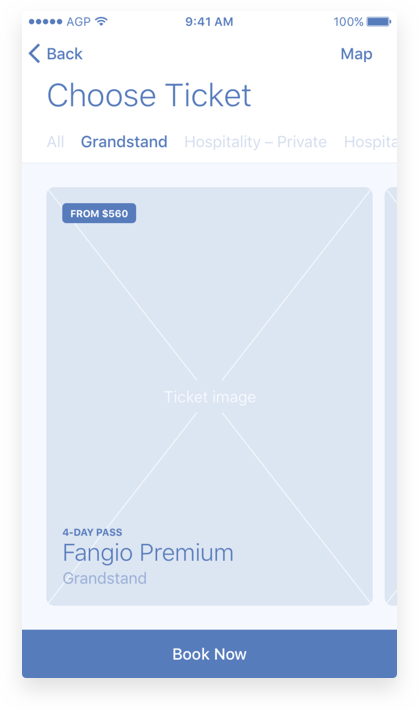 AGP 9:41 AM 100%
Back Map
Choose Ticket
All Grandstand Hospitality – Private Hospita
FROM $560
Ticket image
4-DAY PASS
Fangio Premium
Grandstand
Book Now